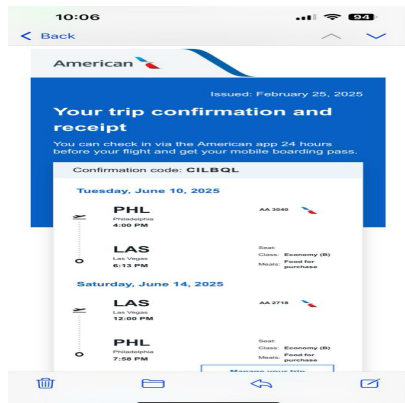 10:06
94
Back
American
Issued: February 25, 2025
Your trip confirmation and
receipt
You can check in via the American app 24 hours
before your flight and get your mobile boarding pass.
Confirmation code: CILBQL
Tuesday, June 10, 2025
PHL
AA 3040
Philadelphia
4:00 PM
LAS
Seat:
Las Vegas
Class: Economy (B)
6:13 PM
Meals: Food for
purchase
Saturday, June 14, 2025
LAS
AA 2716
Las Vegas
12:00 PM
PHL
Seat:
Philadelphia
Class: Economy (B)
7:58 PM
Meals: Food for
purchase
Manage your trip